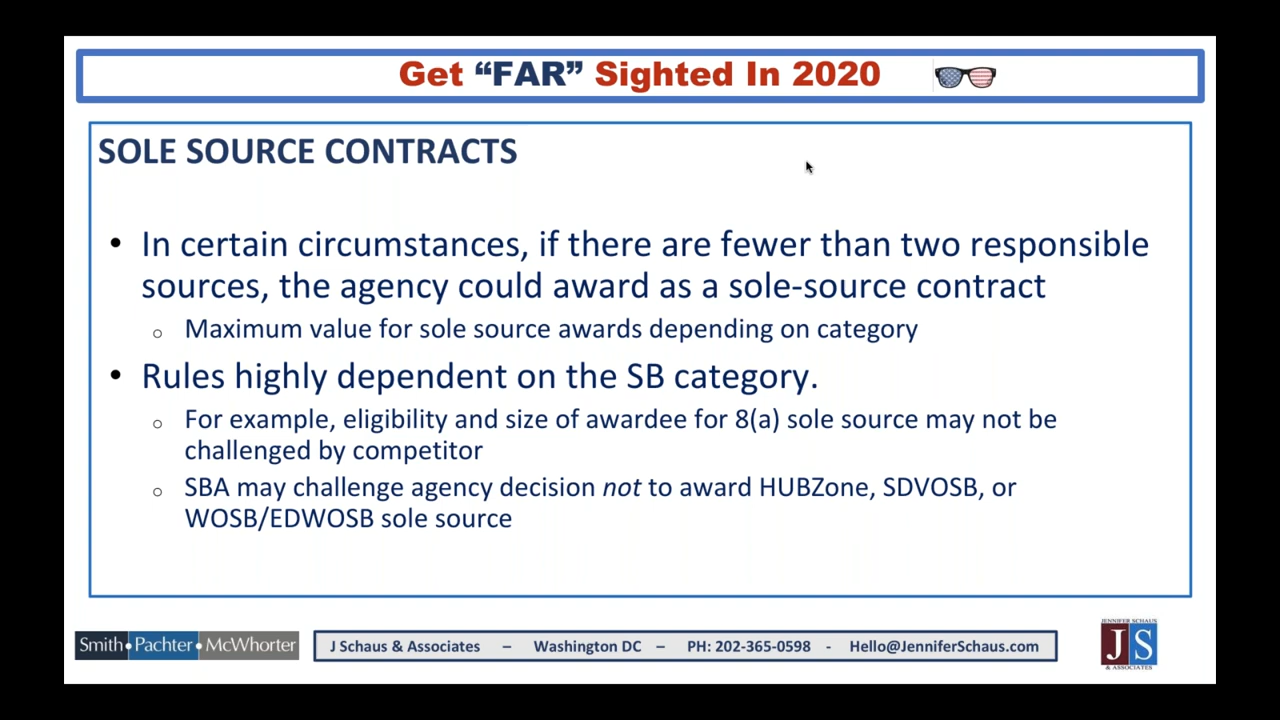 Get “FAR” Sighted In 2020
SOLE SOURCE CONTRACTS
• In certain circumstances, if there are fewer than two responsible
sources, the agency could award as a sole-source contract
o Maximum value for sole source awards depending on category
• Rules highly dependent on the SB category.
o For example, eligibility and size of awardee for 8(a) sole source may not be
challenged by competitor
o SBA may challenge agency decision not to award HUBZone, SDVOSB, or
WOSB/EDWOSB sole source
Smith•Pachter•McWhorter
J Schaus & Associates – Washington DC – PH: 202-365-0598 - Hello@JenniferSchaus.com
JENNIFER SCHAUS
JS
& ASSOCIATES